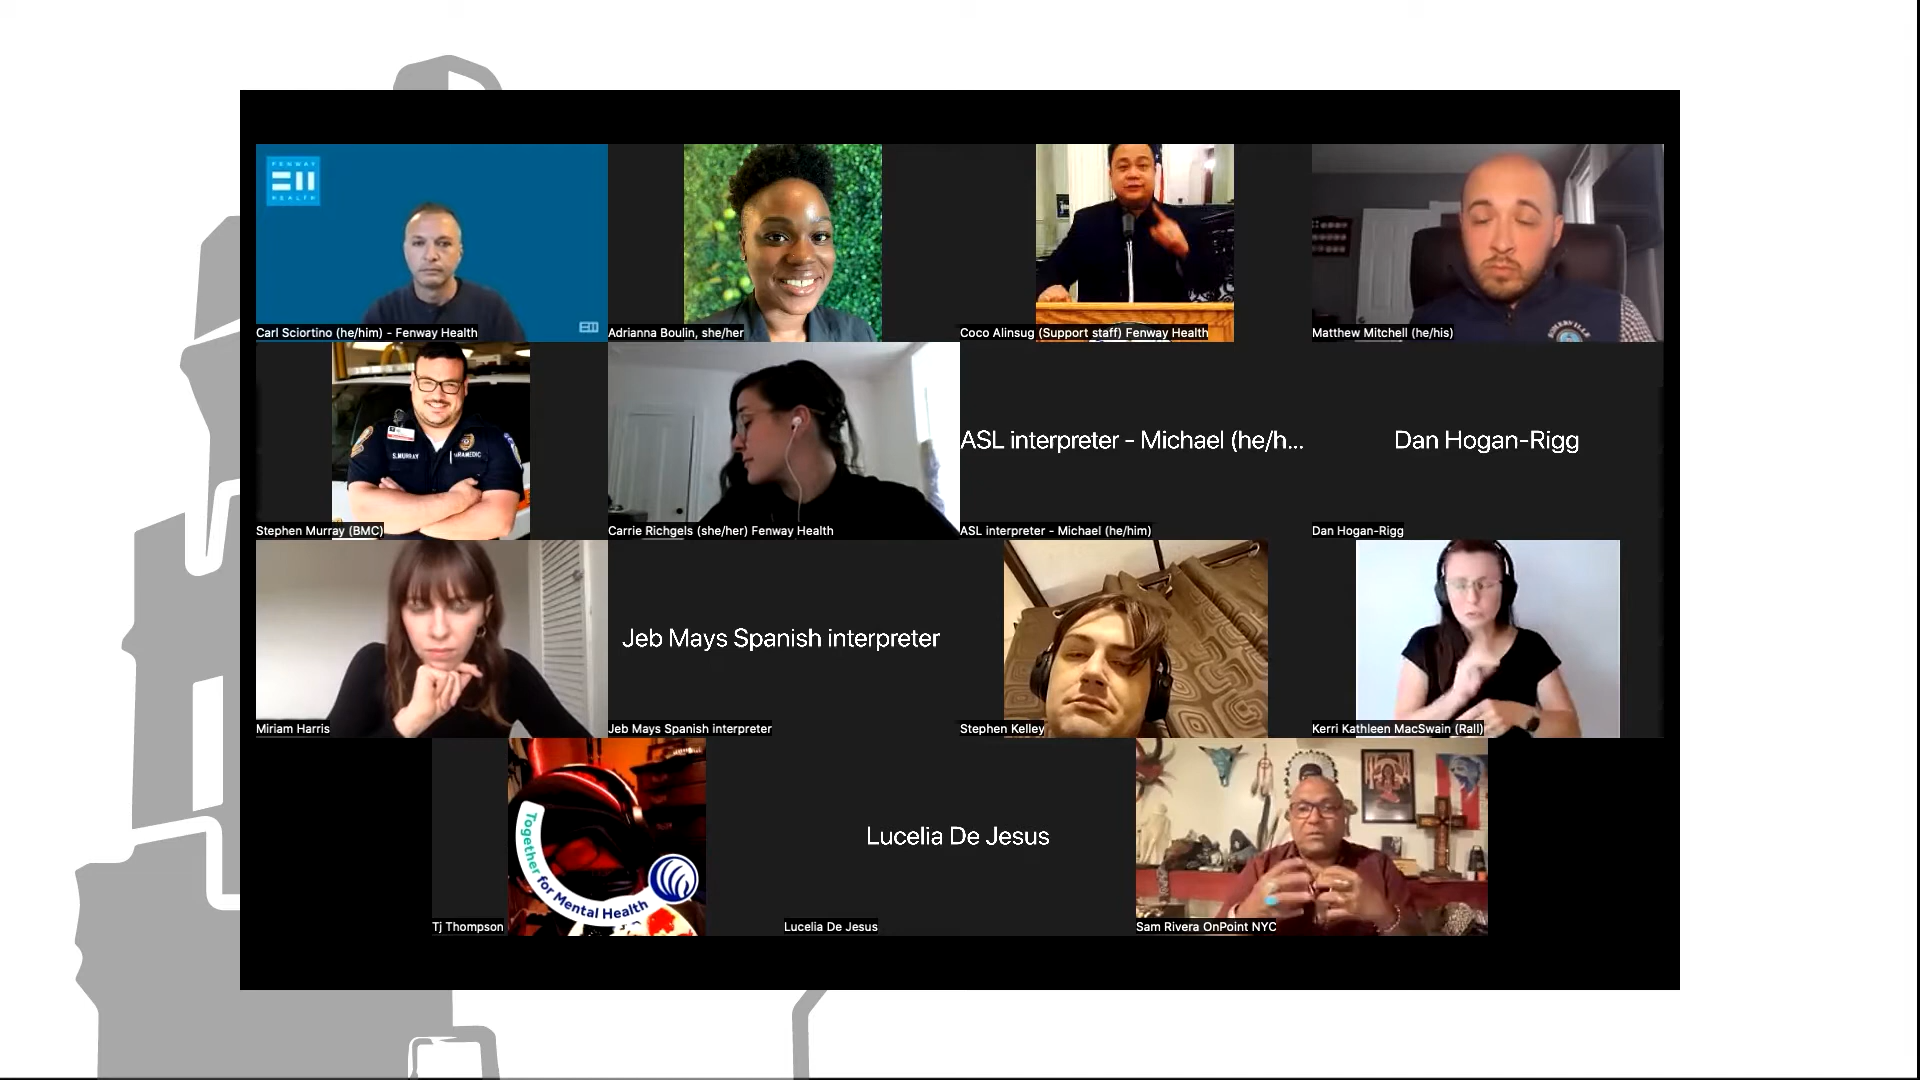 FENWAY
HEALTH
Carl Sciortino (he/him) - Fenway Health
Adrianna Boulin, she/her
Coco Alinsug (Support staff) Fenway Health
Matthew Mitchell (he/his)
S.MURRAY
PARAMEDIC
Stephen Murray (BMC)
Carrie Richgels (she/her) Fenway Health
ASL interpreter - Michael (he/h...
ASL interpreter - Michael (he/him)
Dan Hogan-Rigg
Dan Hogan-Rigg
Miriam Harris
Jeb Mays Spanish interpreter
Jeb Mays Spanish interpreter
Stephen Kelley
Kerri Kathleen MacSwain (Rall)
Together for Mental Health
Tj Thompson
Lucelia De Jesus
Lucelia De Jesus
Sam Rivera OnPoint NYC